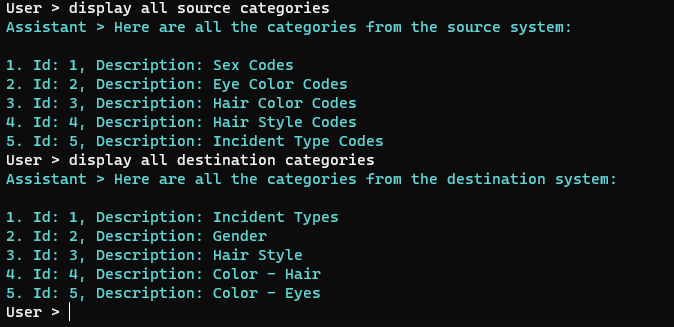 User > display all source categories
Assistant > Here are all the categories from the source system:
1. Id: 1, Description: Sex Codes
2. Id: 2, Description: Eye Color Codes
3. Id: 3, Description: Hair Color Codes
4. Id: 4, Description: Hair Style Codes
5. Id: 5, Description: Incident Type Codes
User > display all destination categories
Assistant > Here are all the categories from the destination system:
1. Id: 1, Description: Incident Types
2. Id: 2, Description: Gender
3. Id: 3, Description: Hair Style
4. Id: 4, Description: Color - Hair
5. Id: 5, Description: Color - Eyes
User >